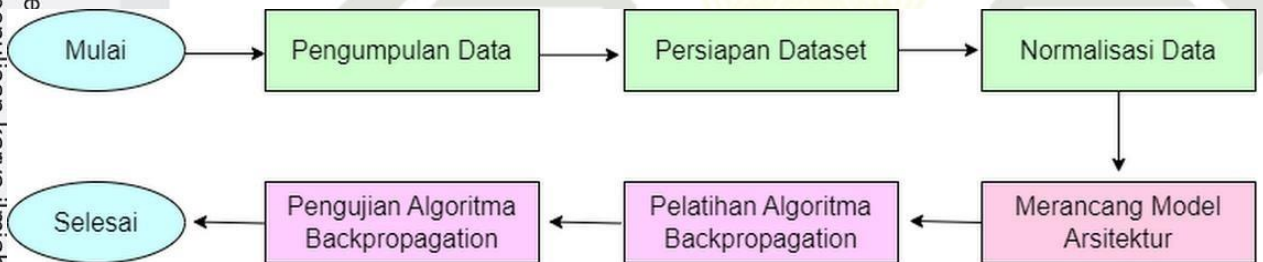 Mulai
Pengumpulan Data
Persiapan Dataset
Normalisasi Data
Merancang Model
Arsitektur
Pelatihan Algoritma
Backpropagation
Pengujian Algoritma
Backpropagation
Selesai